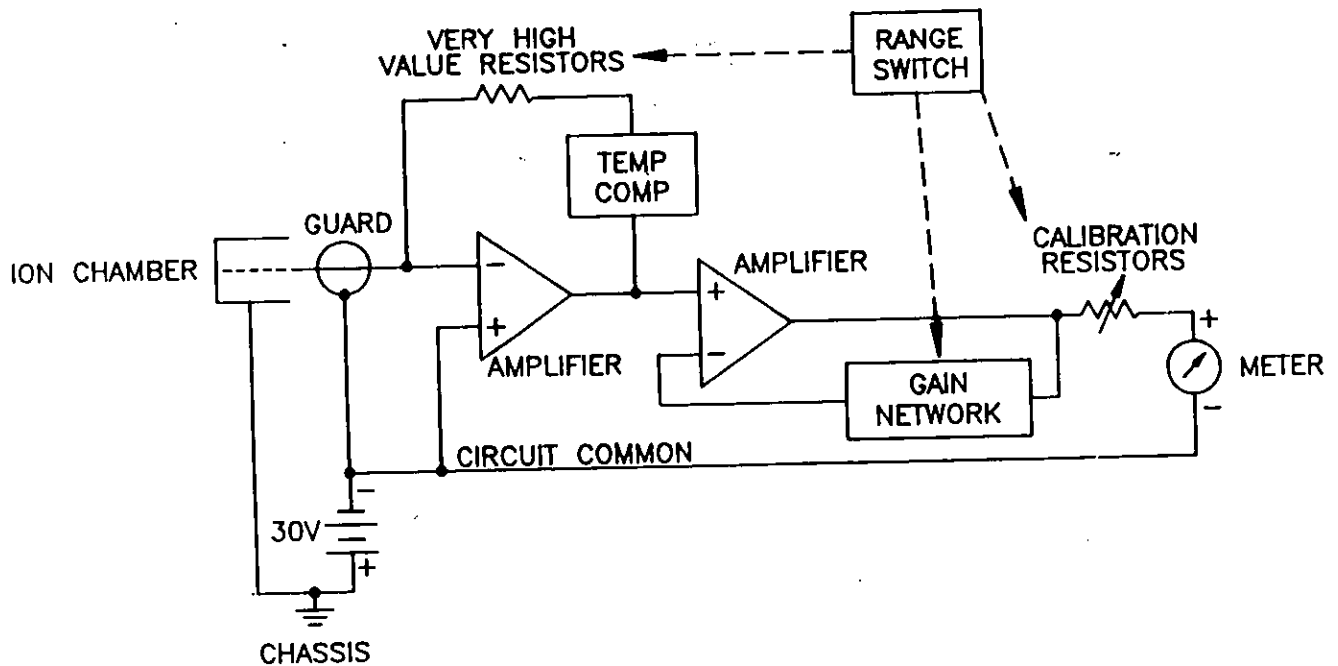 VERY HIGH
VALUE RESISTORS
RANGE
SWITCH
TEMP
COMP
GUARD
ION CHAMBER
-
+
AMPLIFIER
AMPLIFIER
+
-
CALIBRATION
RESISTORS
+
METER
-
GAIN
NETWORK
CIRCUIT COMMON
-
30V
+
CHASSIS